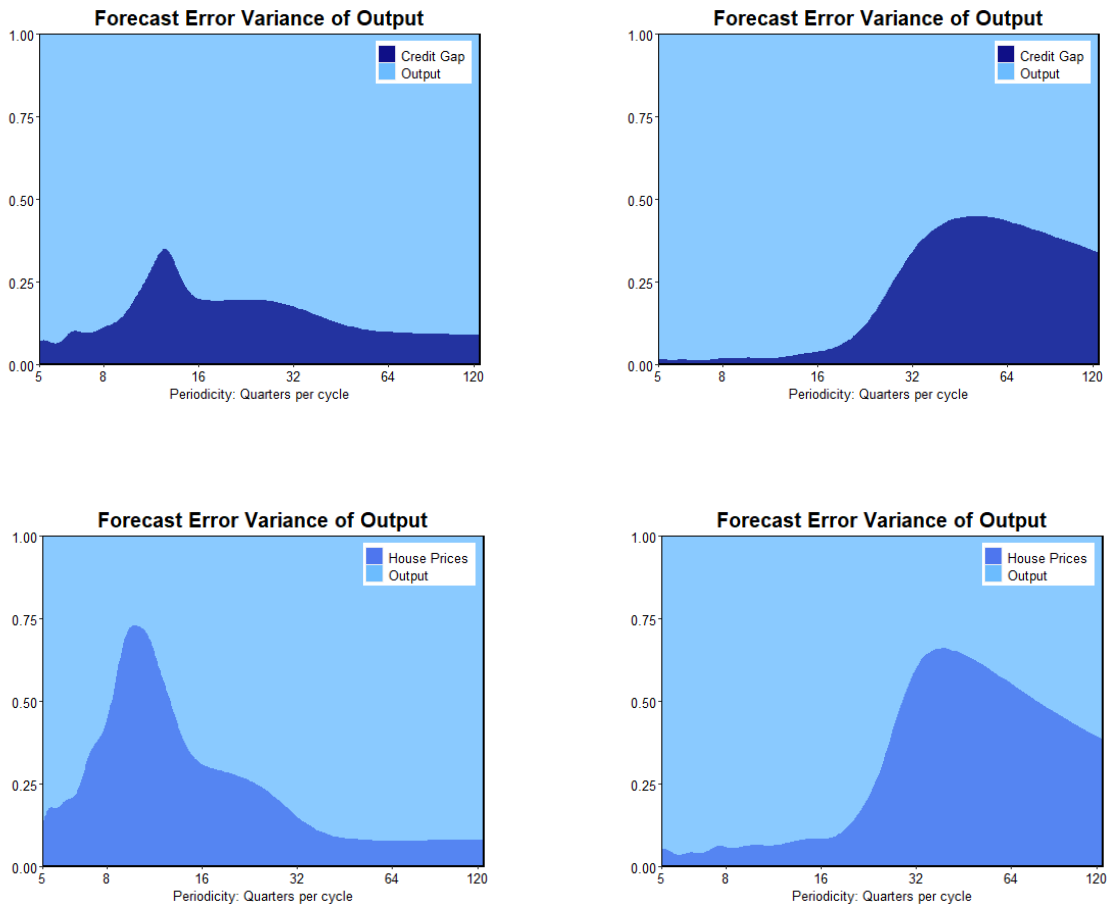 Forecast Error Variance of Output
1.00
0.75
0.50
0.25
0.00
Credit Gap
Output
5 8 16 32 64 120
Periodicity: Quarters per cycle
Forecast Error Variance of Output
1.00
0.75
0.50
0.25
0.00
Credit Gap
Output
5 8 16 32 64 120
Periodicity: Quarters per cycle
Forecast Error Variance of Output
1.00
0.75
0.50
0.25
0.00
House Prices
Output
5 8 16 32 64 120
Periodicity: Quarters per cycle
Forecast Error Variance of Output
1.00
0.75
0.50
0.25
0.00
House Prices
Output
5 8 16 32 64 120
Periodicity: Quarters per cycle